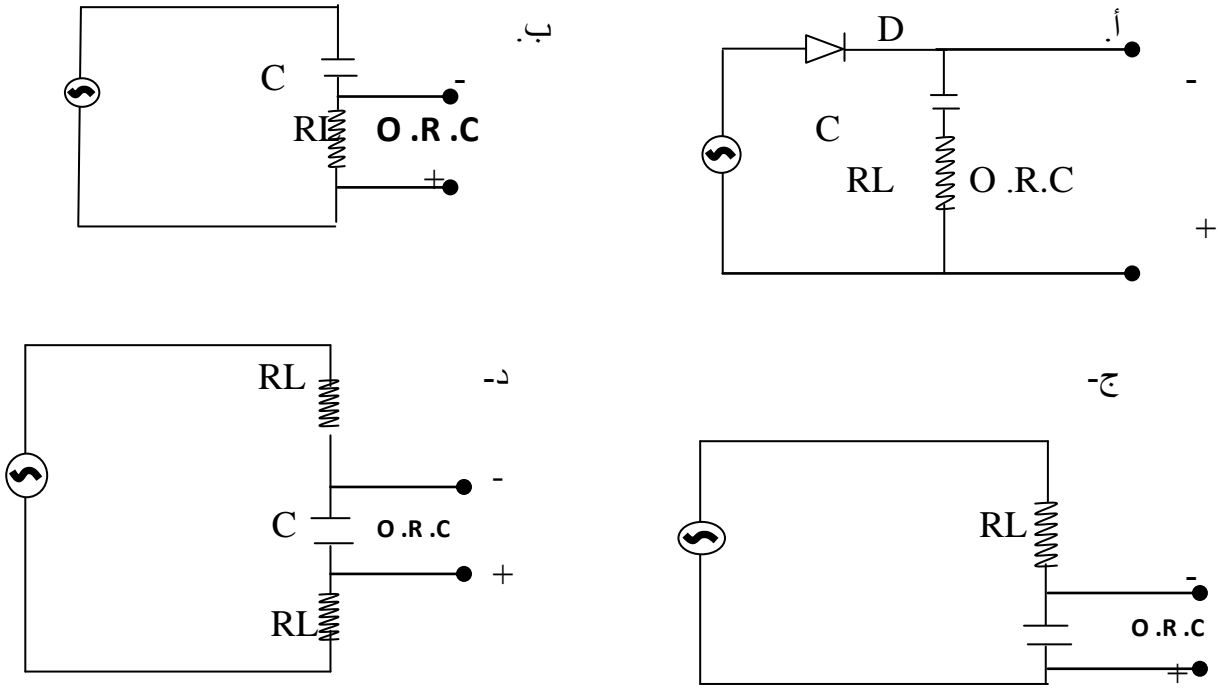 أ.
D
-
C
RL O .R.C
+
C
-
RL O .R .C
+
ج-
RL
-
O .R .C
+
د-
RL
-
C O .R .C
+
RL